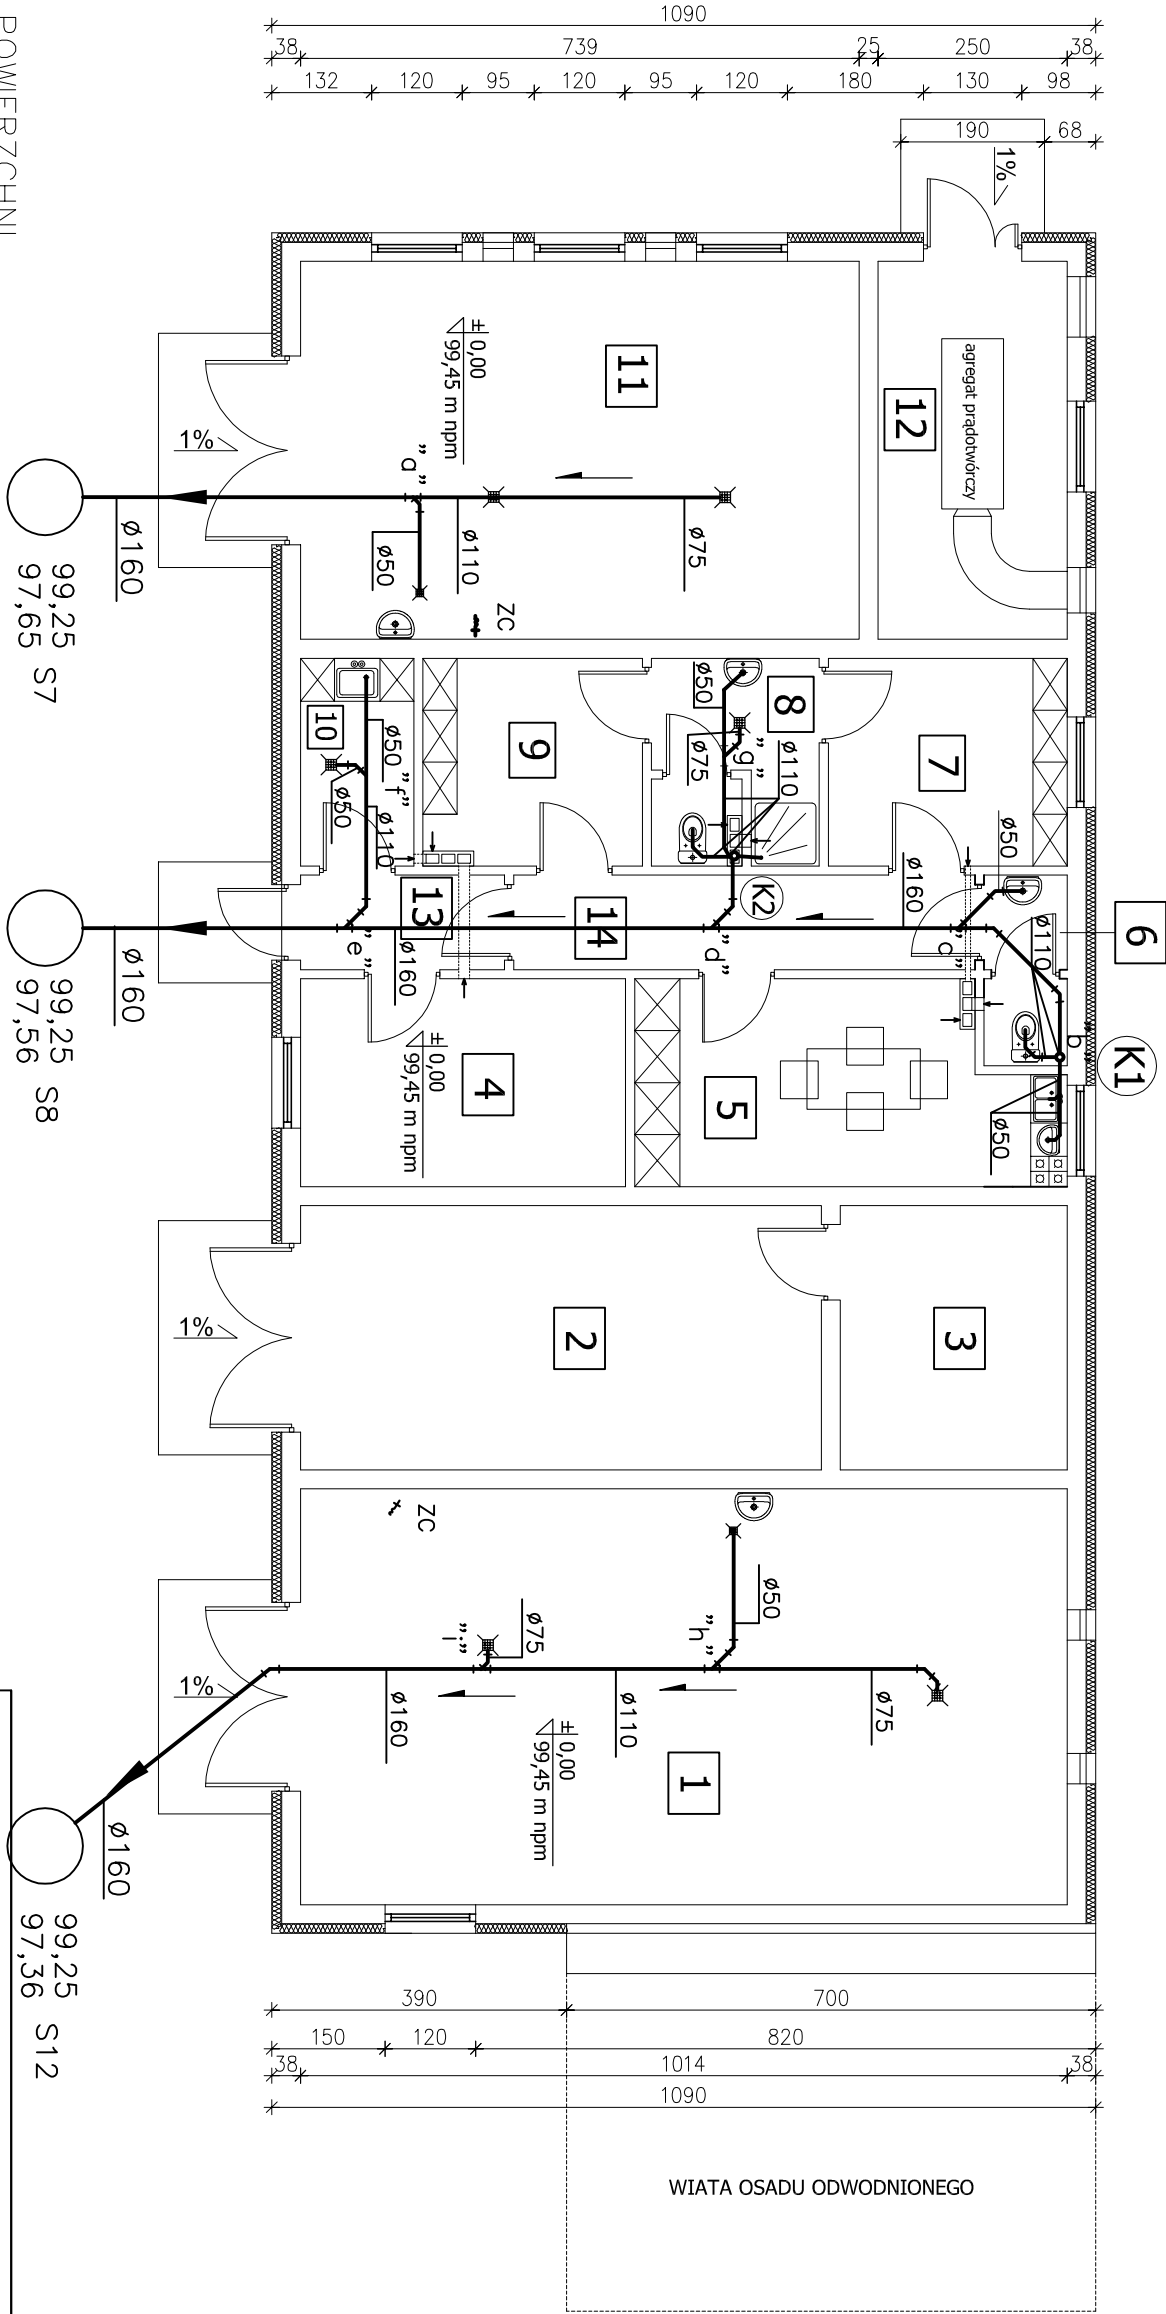 1090
38 739 25 250 38
132 120 95 120 95 120 180 130 98
190 68
1%
POWIERZCHNI
agregat prądotwórczy
12
11
± 0,00
99,45 m npm
"a"
ø75
ø110
ø50
1%
ZC
ø160
99,25
97,65 S7
10
ø50
"f"
ø50
ø110
9
8
ø50
ø75
"g"
ø110
7
K2
ø50
ø160
ø110
6
"c"
"d"
"e"
13
14
ø160
ø160
99,25
97,56 S8
"b"
K1
ø50
5
4
± 0,00
99,45 m npm
3
2
1%
ZC
ø50
"h"
ø75
"i"
ø75
ø110
ø160
1
± 0,00
99,45 m npm
1%
ø160
99,25
97,36 S12
390 700
150 120 820
38 1014 38
1090
WIATA OSADU ODWODNIONEGO